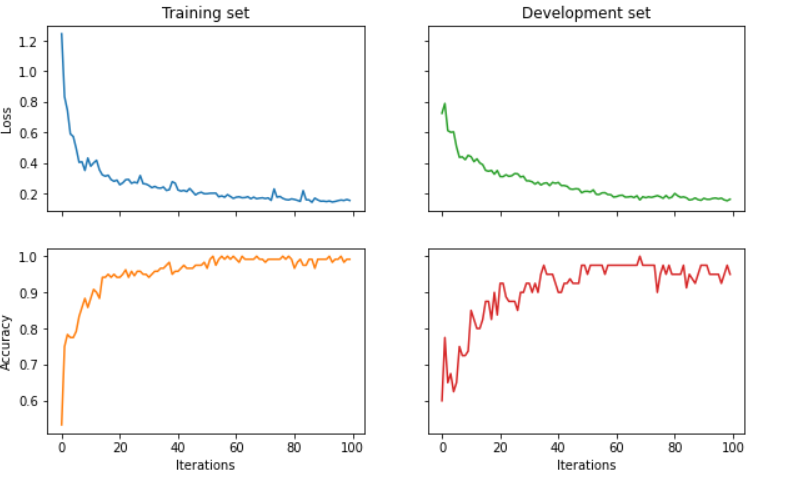 Training set
Development set
Loss
1.2
1.0
0.8
0.6
0.4
0.2
Accuracy
1.0
0.9
0.8
0.7
0.6
0 20 40 60 80 100
0 20 40 60 80 100
Iterations
Iterations